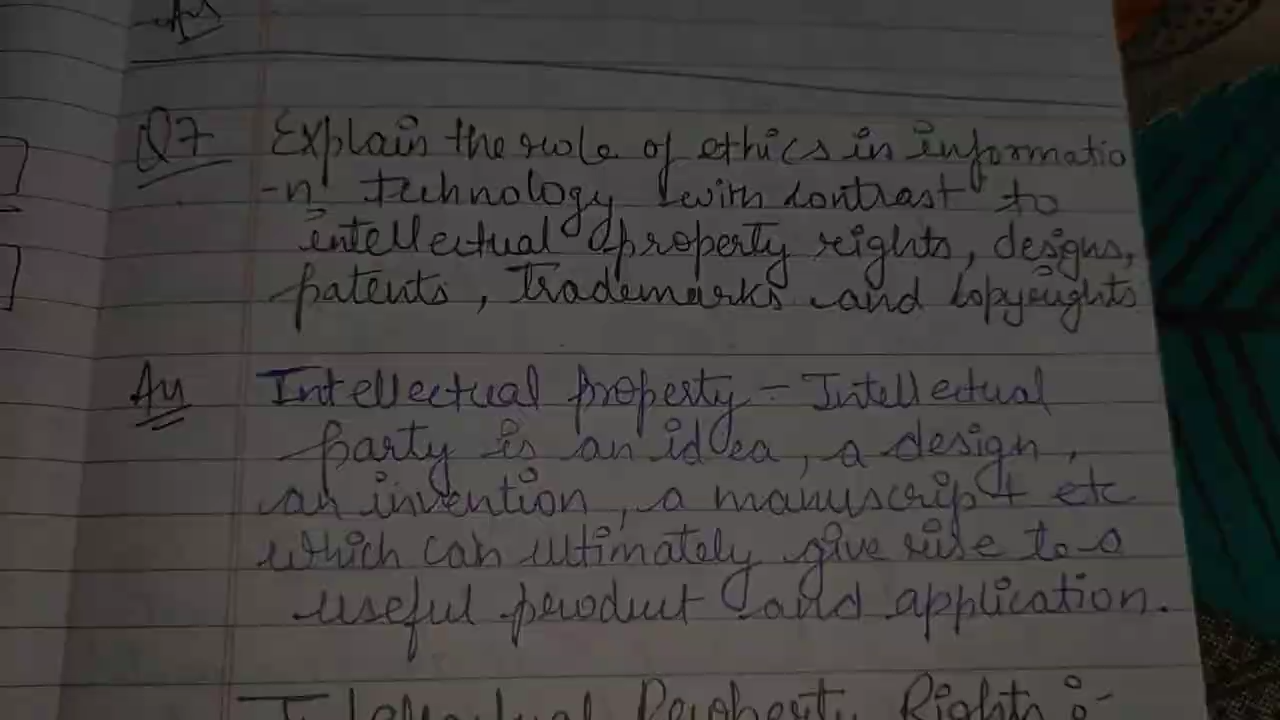 Ans
Q7 Explain the role of ethics in informatio
-n technology with contrast to
intellectual property rights, designs,
patents, trademarks and copyrights
Ans Intellectual property - Intellectual
party is an idea, a design,
an invention, a manuscript etc
which can ultimately give rise to a
useful product and application.
Intellectual Property Rights :-